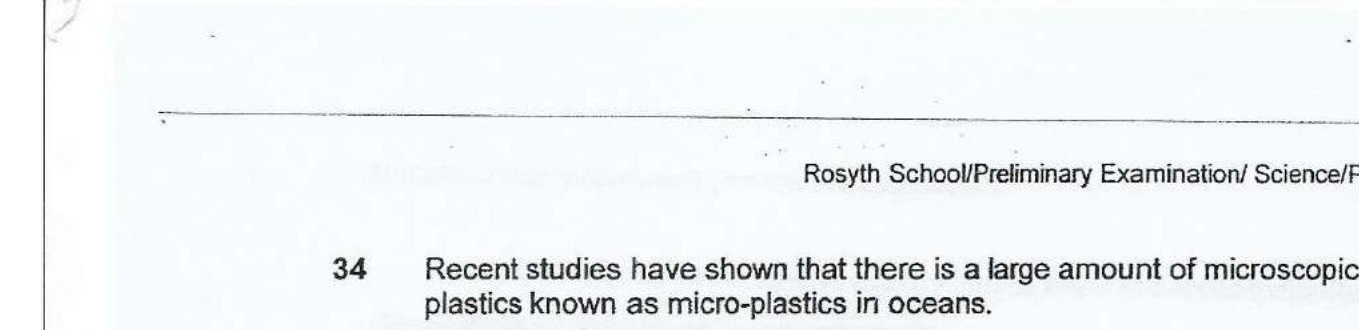 Rosyth School/Preliminary Examination/ Science/
34 Recent studies have shown that there is a large amount of microscopic
plastics known as micro-plastics in oceans.